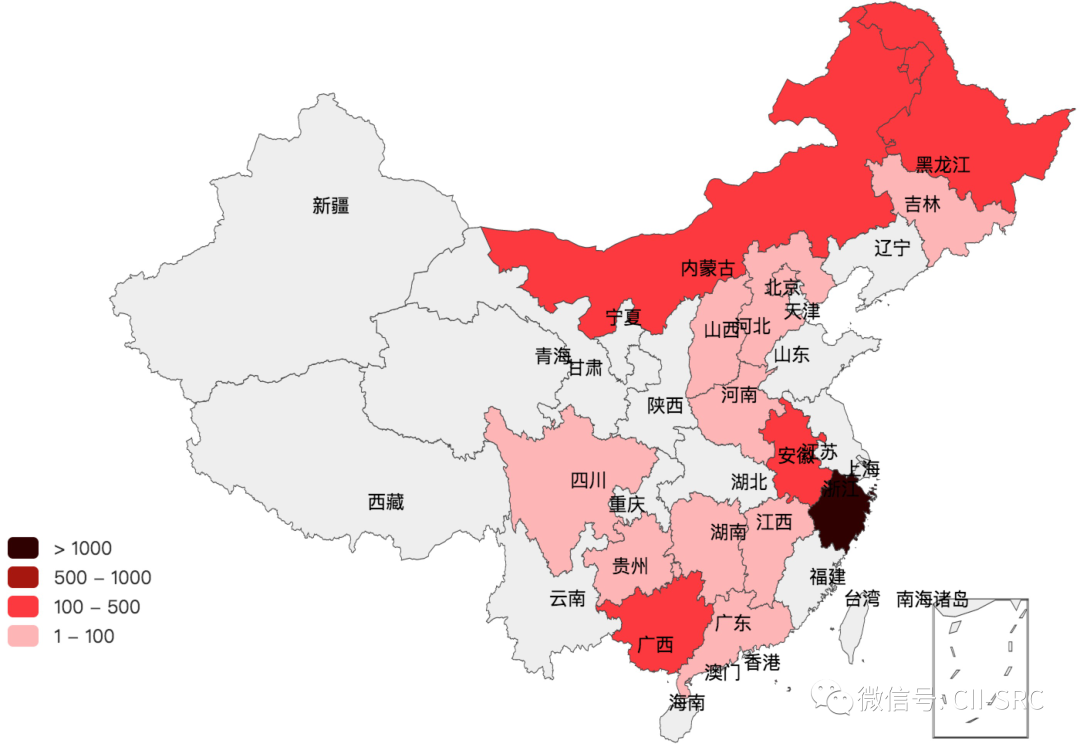 黑龙江
吉林
新疆
辽宁
内蒙古
北京
天津
宁夏
山西
河北
青海
甘肃
山东
河南
陕西
安徽
江苏
上海
四川
湖北
浙江
西藏
重庆
湖南
江西
> 1000
贵州
福建
500 – 1000
云南
台湾
南海诸岛
100 – 500
广东
1 – 100
广西
香港
澳门
海南
微信号: CII-SRC